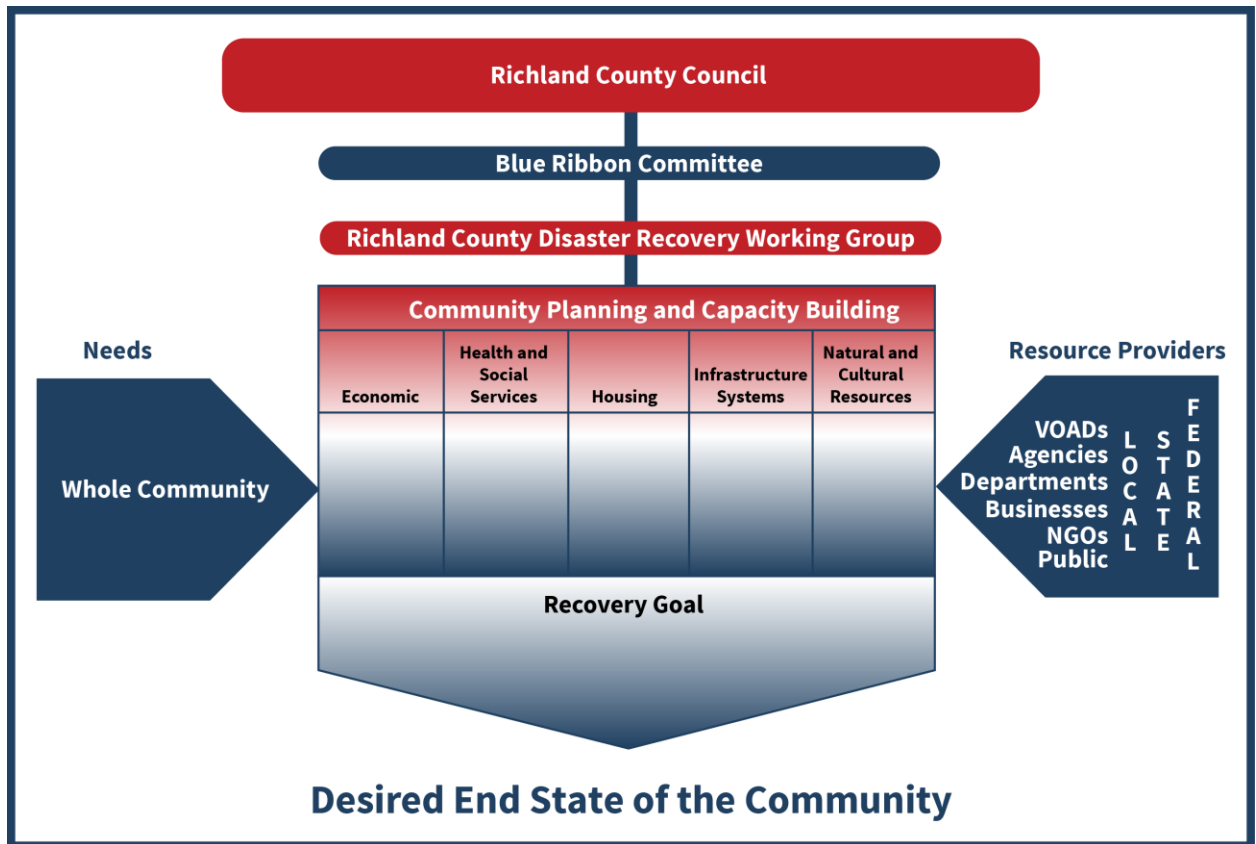 Richland County Council
Blue Ribbon Committee
Richland County Disaster Recovery Working Group
Community Planning and Capacity Building
Needs
Whole Community
Economic
Health and
Social
Services
Housing
Infrastructure
Systems
Natural and
Cultural
Resources
Resource Providers
VOADs
Agencies
Departments
Businesses
NGOs
Public
LOCAL
STATE
FEDERAL
Recovery Goal
Desired End State of the Community